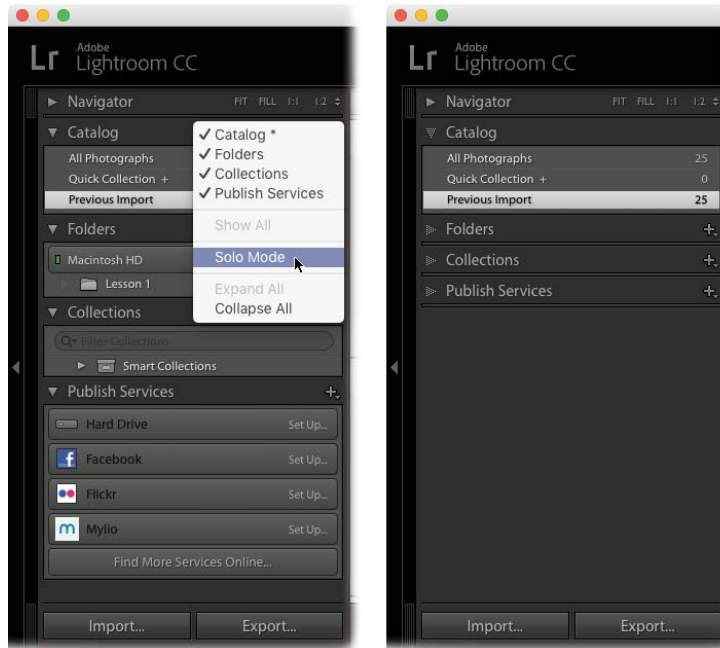 Adobe
Lr Lightroom CC
Navigator FIT FILL 1:1 1:2
Catalog
All Photographs
Quick Collection +
Previous Import
Folders
Macintosh HD
Lesson 1
Collections
Filter Collections
Smart Collections
Publish Services +
Hard Drive Set Up...
Facebook Set Up...
Flickr Set Up...
Mylio Set Up...
Find More Services Online...
Import... Export...
✓ Catalog *
✓ Folders
✓ Collections
✓ Publish Services
Show All
Solo Mode
Expand All
Collapse All
Adobe
Lr Lightroom CC
Navigator FIT FILL 1:1 1:2
Catalog
All Photographs 25
Quick Collection + 0
Previous Import 25
Folders +
Collections +
Publish Services +
Import... Export...